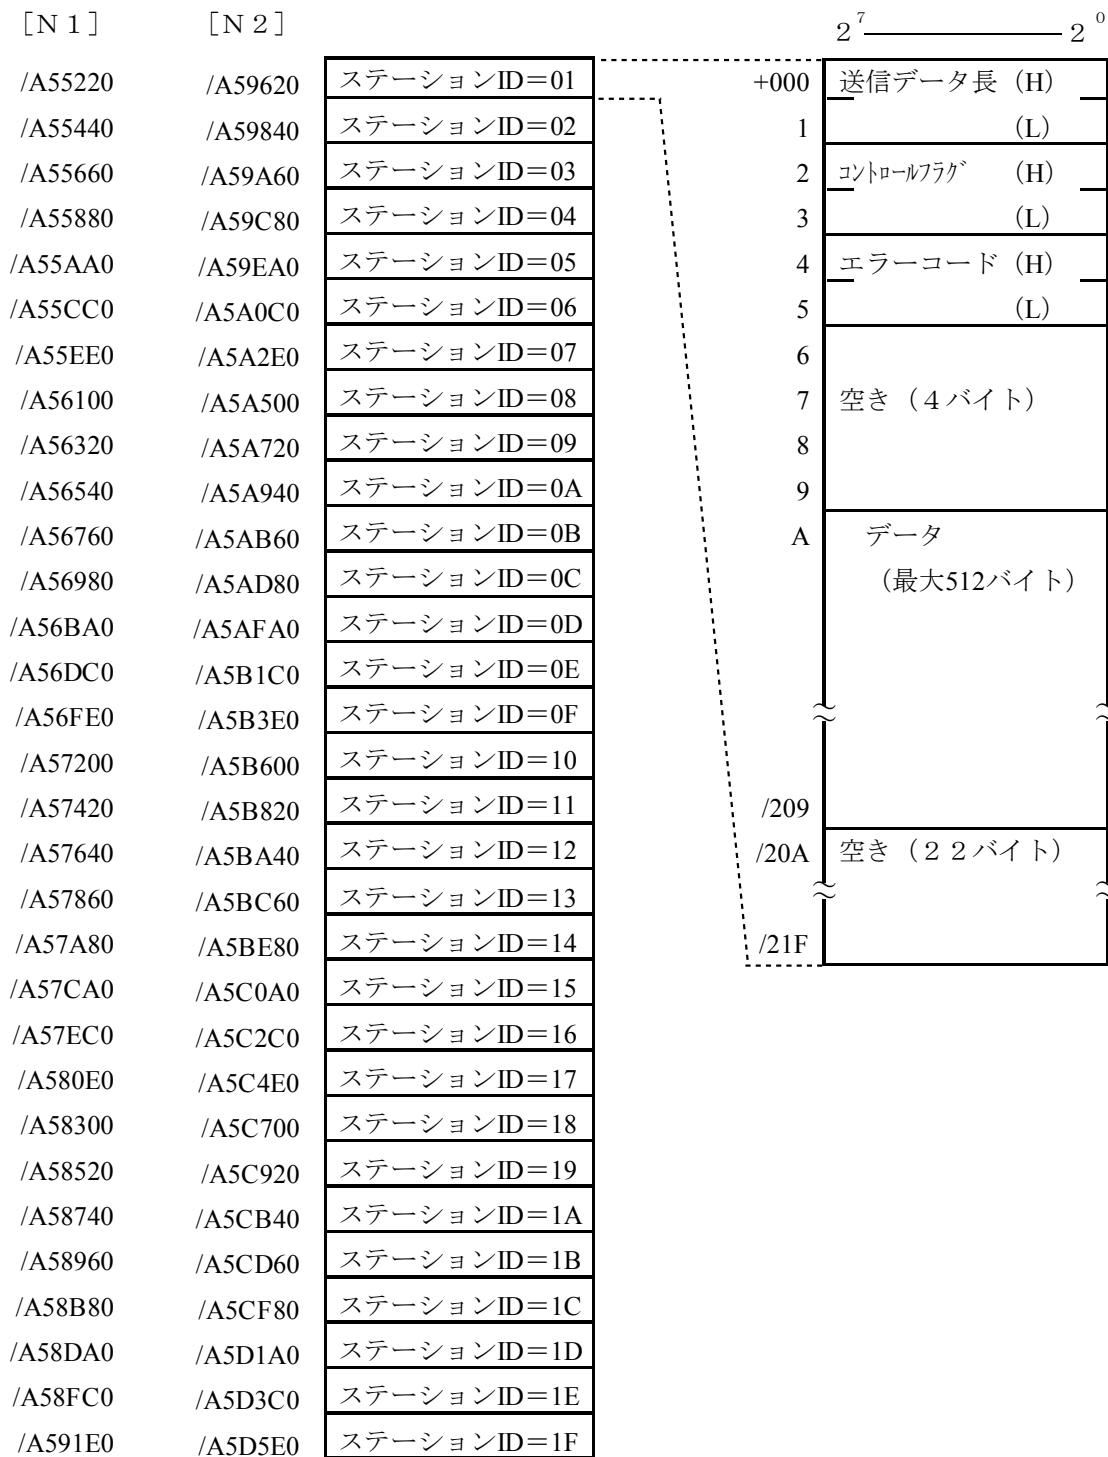 ［Ｎ１］ ［Ｎ２］ ２⁷ ２⁰
/A55220 /A59620 ステーションID＝01 +000 送信データ長（H）
/A55440 /A59840 ステーションID＝02 1 （L）
/A55660 /A59A60 ステーションID＝03 2 ｺﾝﾄﾛｰﾙﾌﾗｸﾞ （H）
/A55880 /A59C80 ステーションID＝04 3 （L）
/A55AA0 /A59EA0 ステーションID＝05 4 エラーコード（H）
/A55CC0 /A5A0C0 ステーションID＝06 5 （L）
/A55EE0 /A5A2E0 ステーションID＝07 6
/A56100 /A5A500 ステーションID＝08 7 空き（４バイト）
/A56320 /A5A720 ステーションID＝09 8
/A56540 /A5A940 ステーションID＝0A 9
/A56760 /A5AB60 ステーションID＝0B A データ
/A56980 /A5AD80 ステーションID＝0C （最大512バイト）
/A56BA0 /A5AFA0 ステーションID＝0D
/A56DC0 /A5B1C0 ステーションID＝0E
/A56FE0 /A5B3E0 ステーションID＝0F
/A57200 /A5B600 ステーションID＝10
/A57420 /A5B820 ステーションID＝11 /209
/A57640 /A5BA40 ステーションID＝12 /20A 空き（２２バイト）
/A57860 /A5BC60 ステーションID＝13
/A57A80 /A5BE80 ステーションID＝14 /21F
/A57CA0 /A5C0A0 ステーションID＝15
/A57EC0 /A5C2C0 ステーションID＝16
/A580E0 /A5C4E0 ステーションID＝17
/A58300 /A5C700 ステーションID＝18
/A58520 /A5C920 ステーションID＝19
/A58740 /A5CB40 ステーションID＝1A
/A58960 /A5CD60 ステーションID＝1B
/A58B80 /A5CF80 ステーションID＝1C
/A58DA0 /A5D1A0 ステーションID＝1D
/A58FC0 /A5D3C0 ステーションID＝1E
/A591E0 /A5D5E0 ステーションID＝1F